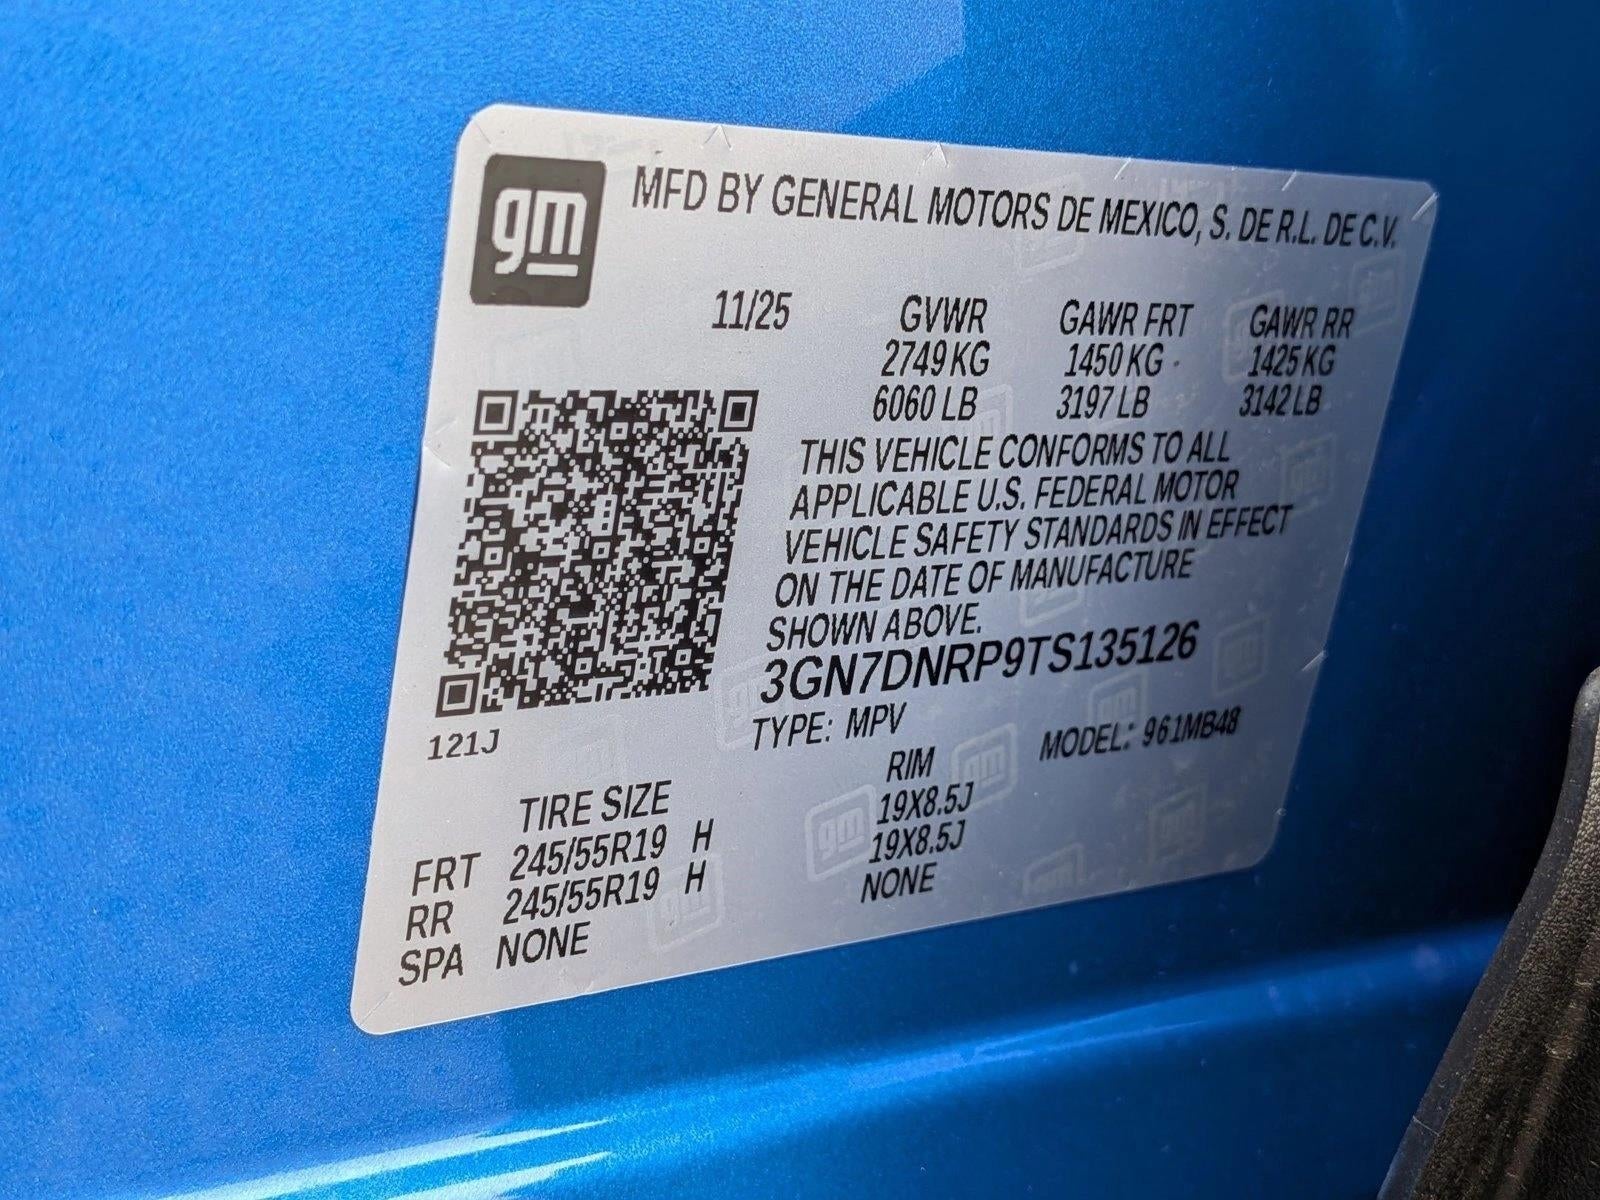 gm MFD BY GENERAL MOTORS DE MEXICO, S. DE R.L. DE C.V.
11/25 GVWR GAWR FRT GAWR RR
2749 KG 1450 KG 1425 KG
6060 LB 3197 LB 3142 LB
THIS VEHICLE CONFORMS TO ALL
APPLICABLE U.S. FEDERAL MOTOR
VEHICLE SAFETY STANDARDS IN EFFECT
ON THE DATE OF MANUFACTURE
SHOWN ABOVE.
3GN7DNRP9TS135126
121J TYPE: MPV MODEL: 961MB48
TIRE SIZE RIM
FRT 245/55R19 H 19X8.5J
RR 245/55R19 H 19X8.5J
SPA NONE NONE